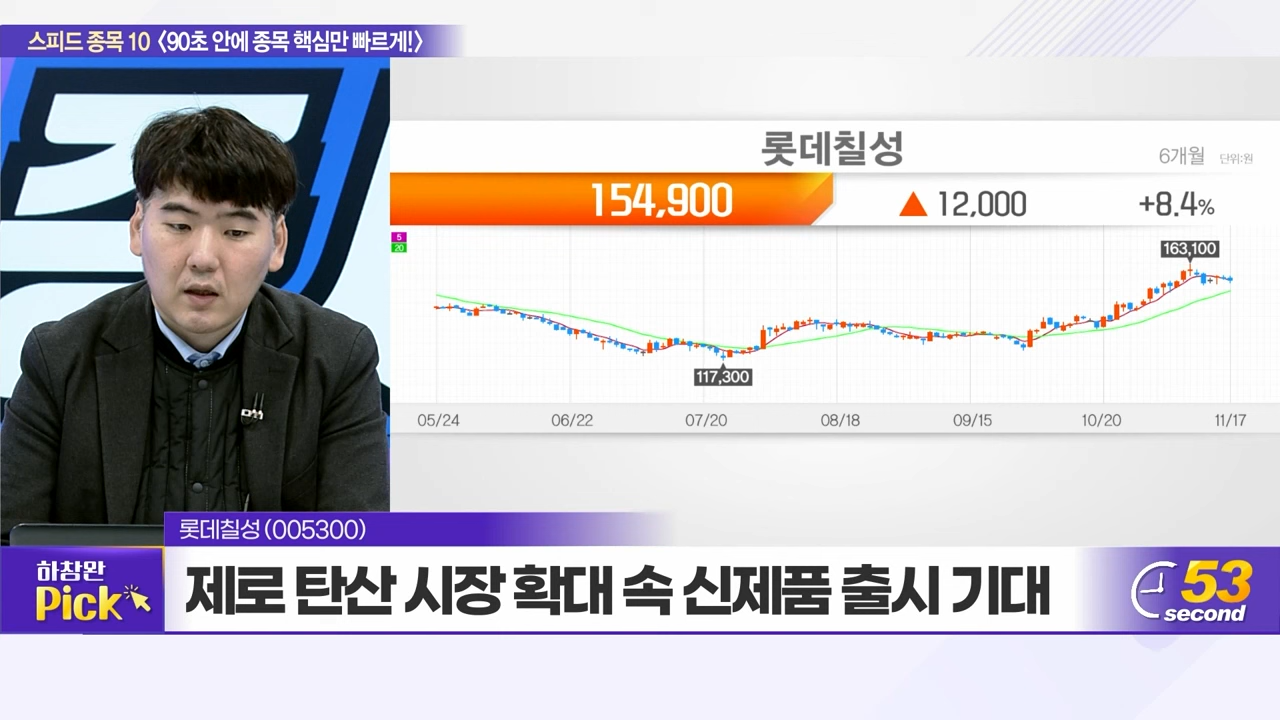 스피드 종목 10 〈90초 안에 종목 핵심만 빠르게!〉
롯데칠성
6개월 단위:원
154,900 ▲ 12,000 +8.4%
5
20
163,100
117,300
05/24 06/22 07/20 08/18 09/15 10/20 11/17
롯데칠성 (005300)
하창완
Pick
제로 탄산 시장 확대 속 신제품 출시 기대
53
second